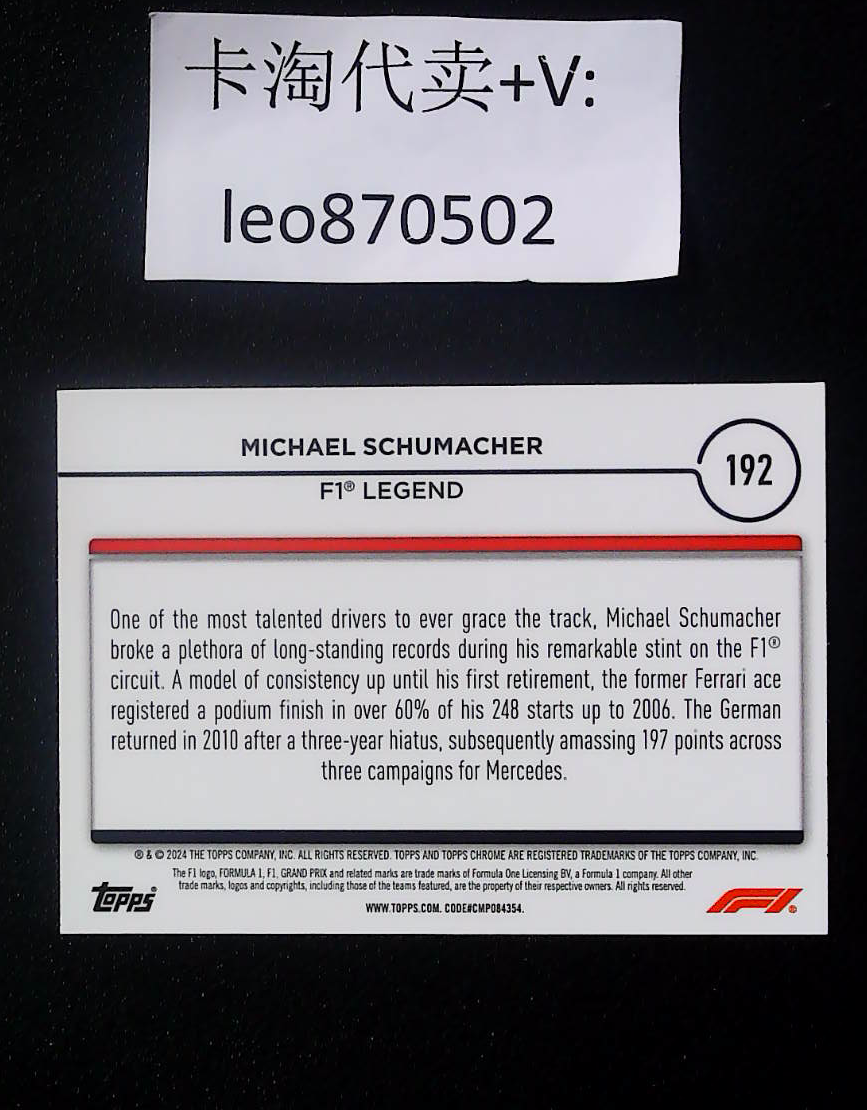 卡淘代卖+V:
leo870502
MICHAEL SCHUMACHER
192
F1® LEGEND
One of the most talented drivers to ever grace the track, Michael Schumacher
broke a plethora of long-standing records during his remarkable stint on the F1®
circuit. A model of consistency up until his first retirement, the former Ferrari ace
registered a podium finish in over 60% of his 248 starts up to 2006. The German
returned in 2010 after a three-year hiatus, subsequently amassing 197 points across
three campaigns for Mercedes.
® & © 2024 THE TOPPS COMPANY, INC. ALL RIGHTS RESERVED. TOPPS AND TOPPS CHROME ARE REGISTERED TRADEMARKS OF THE TOPPS COMPANY, INC.
The F1 logo, FORMULA 1, F1, GRAND PRIX and related marks are trade marks of Formula One Licensing BV, a Formula 1 company. All other
trade marks, logos and copyrights, including those of the teams featured, are the property of their respective owners. All rights reserved.
WWW.TOPPS.COM. CODE#CMP084354.
topps
F1®